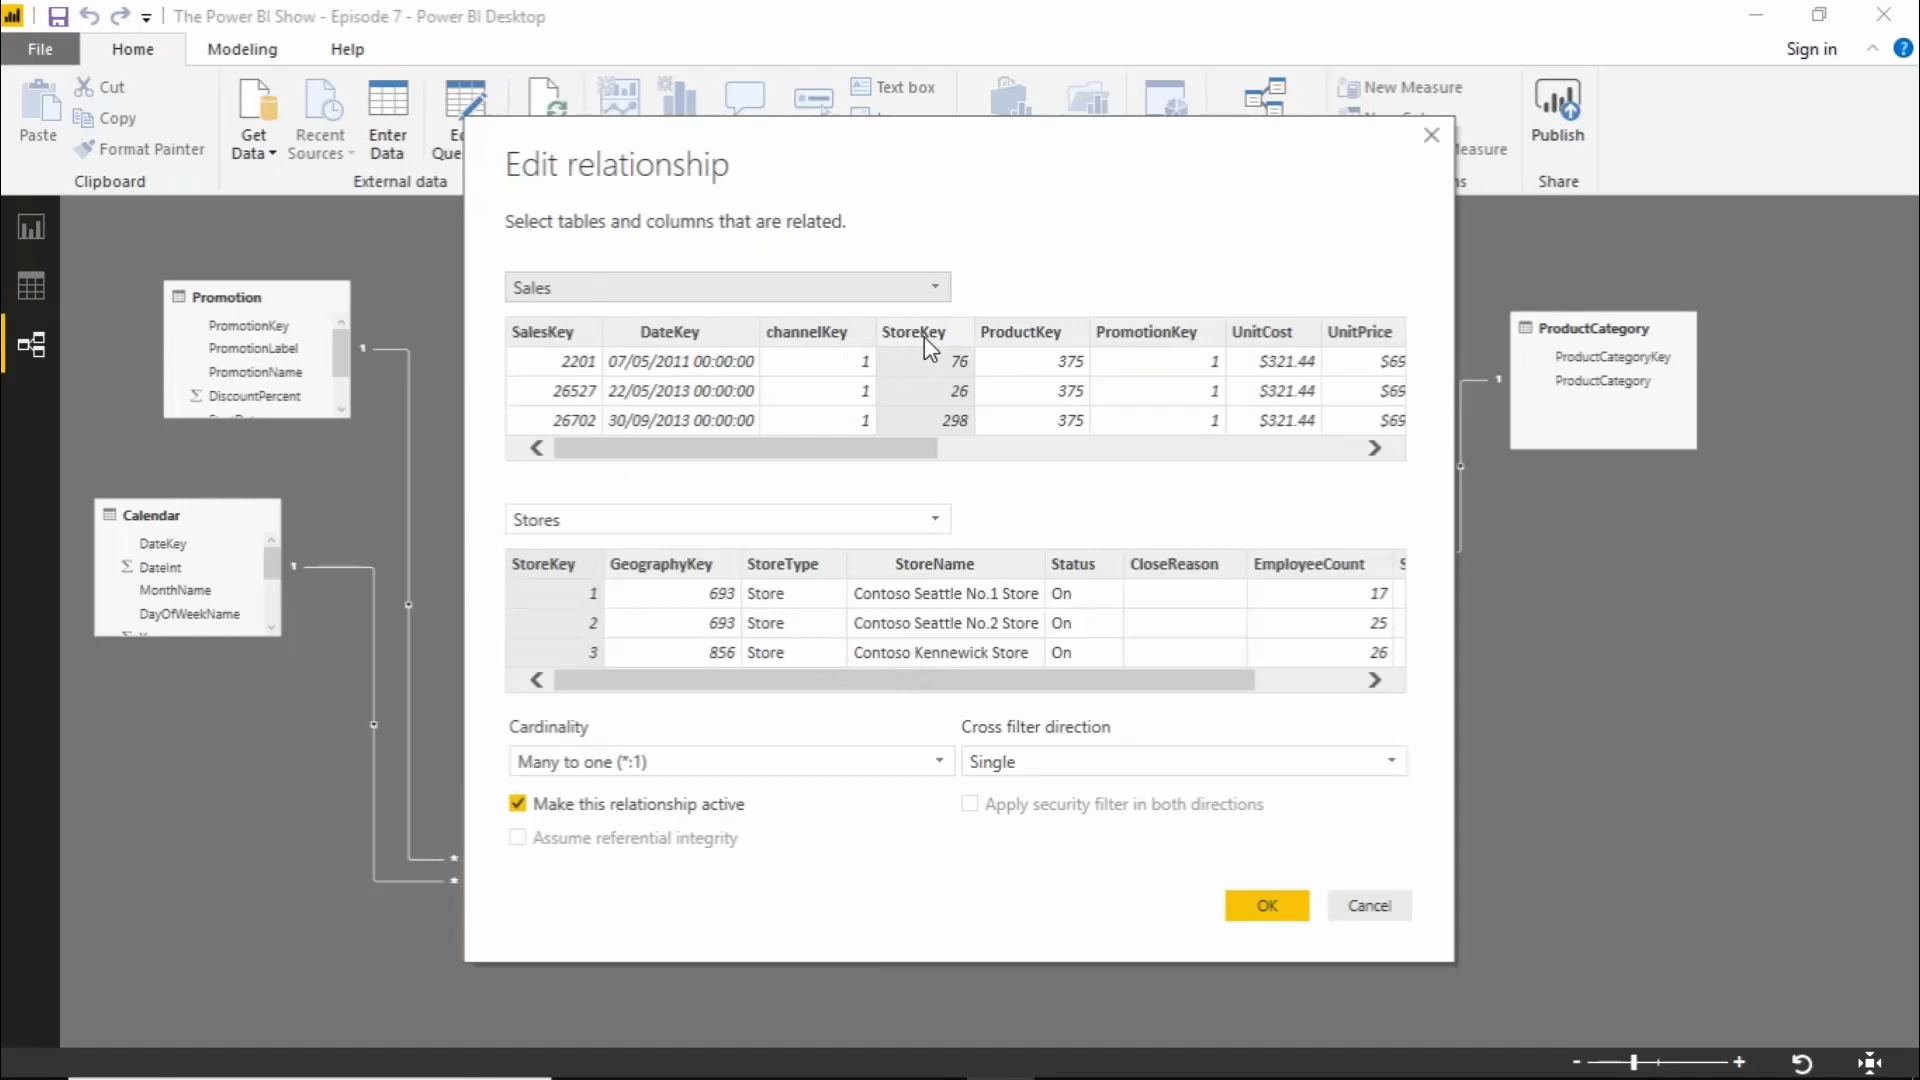 The Power BI Show - Episode 7 - Power BI Desktop
File Home Modeling Help Sign in
Paste
Cut
Copy
Format Painter
Clipboard
Get Data
Recent Sources
Enter Data
External data
Text box
New Measure
Publish
Share
Edit relationship
Select tables and columns that are related.
Sales
SalesKey DateKey channelKey StoreKey ProductKey PromotionKey UnitCost UnitPrice
2201 07/05/2011 00:00:00 1 76 375 1 $321.44 $69
26527 22/05/2013 00:00:00 1 26 375 1 $321.44 $69
26702 30/09/2013 00:00:00 1 298 375 1 $321.44 $69
Stores
StoreKey GeographyKey StoreType StoreName Status CloseReason EmployeeCount S
1 693 Store Contoso Seattle No.1 Store On 17
2 693 Store Contoso Seattle No.2 Store On 25
3 856 Store Contoso Kennewick Store On 26
Cardinality
Many to one (*:1)
Cross filter direction
Single
Make this relationship active
Apply security filter in both directions
Assume referential integrity
OK Cancel
Promotion
PromotionKey
PromotionLabel
PromotionName
Σ DiscountPercent
1
Calendar
DateKey
Σ DateInt
MonthName
DayOfWeekName
1
*
*
ProductCategory
ProductCategoryKey
ProductCategory
1